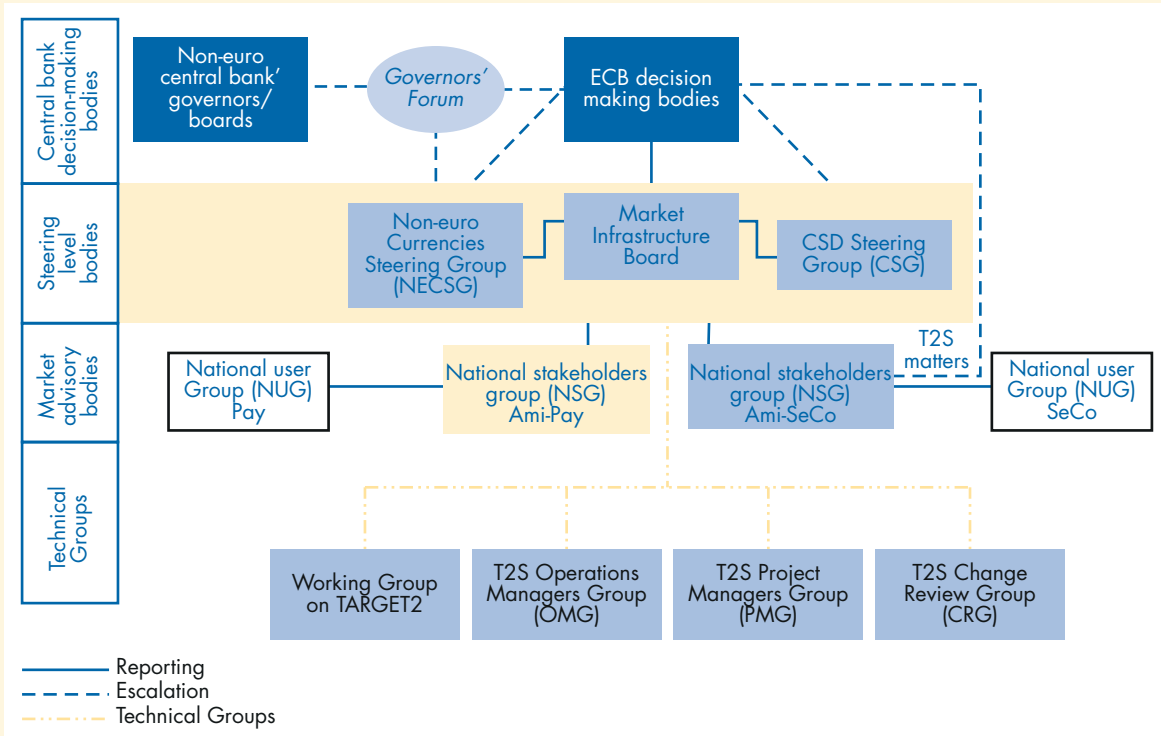 Central bank
decision-making
bodies
Non-euro
central bank'
governors/
boards
Governors'
Forum
ECB decision
making bodies
Steering
level
bodies
Non-euro
Currencies
Steering Group
(NECSG)
Market
Infrastructure
Board
CSD Steering
Group (CSG)
Market
advisory
bodies
National user
Group (NUG)
Pay
National stakeholders
group (NSG)
Ami-Pay
National stakeholders
group (NSG)
Ami-SeCo
T2S
matters
National user
Group (NUG)
SeCo
Technical
Groups
Working Group
on TARGET2
T2S Operations
Managers Group
(OMG)
T2S Project
Managers Group
(PMG)
T2S Change
Review Group
(CRG)
Reporting
Escalation
Technical Groups